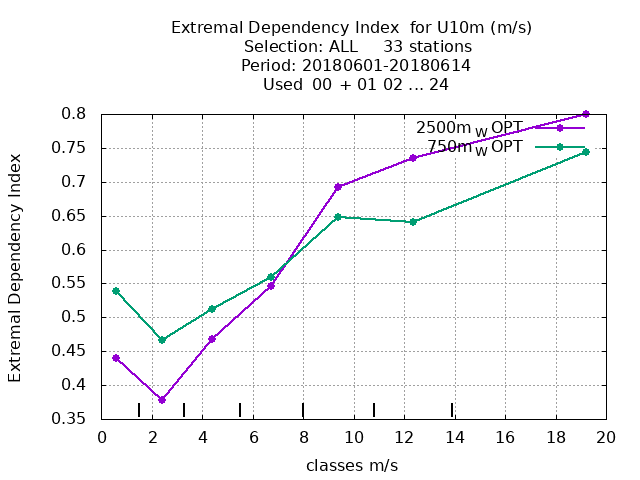 Extremal Dependency Index for U10m (m/s)
Selection: ALL 33 stations
Period: 20180601-20180614
Used 00 + 01 02 ... 24
2500m W OPT
750m W OPT
Extremal Dependency Index
0.8
0.75
0.7
0.65
0.6
0.55
0.5
0.45
0.4
0.35
0 2 4 6 8 10 12 14 16 18 20
classes m/s